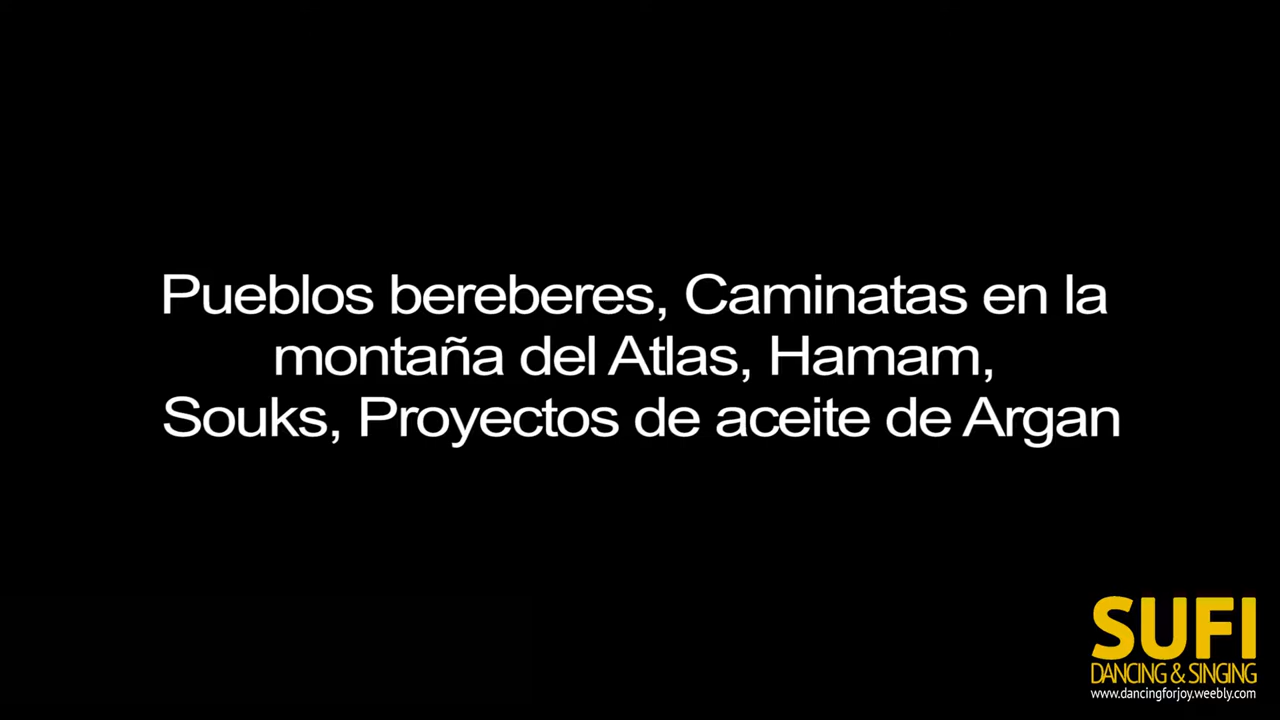 Pueblos bereberes, Caminatas en la
montaña del Atlas, Hamam,
Souks, Proyectos de aceite de Argan
SUFI
DANCING & SINGING
www.dancingforjoy.weebly.com